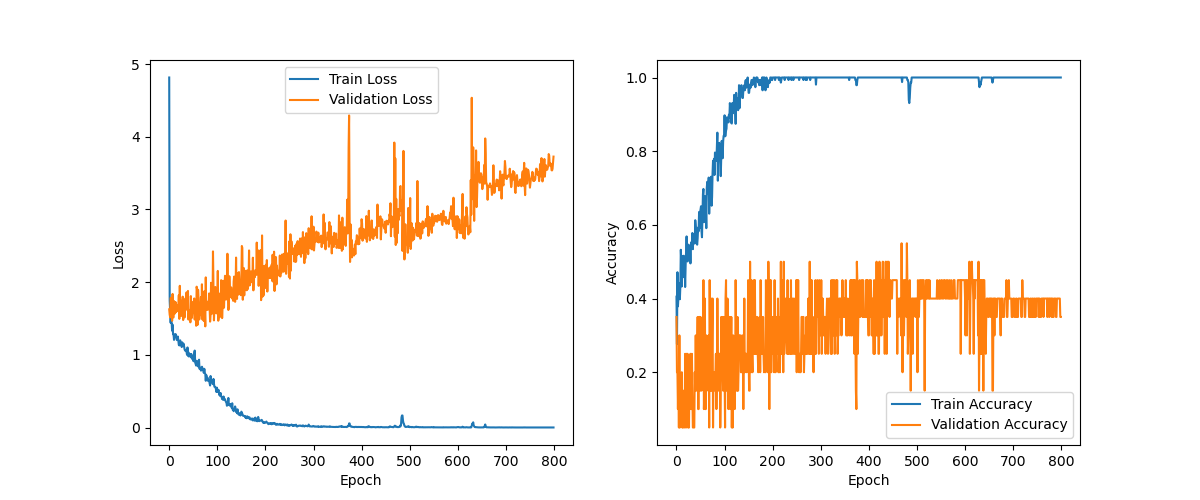 5
4
3
2
1
0
Loss
Train Loss
Validation Loss
0 100 200 300 400 500 600 700 800
Epoch
1.0
0.8
0.6
0.4
0.2
Accuracy
Train Accuracy
Validation Accuracy
0 100 200 300 400 500 600 700 800
Epoch